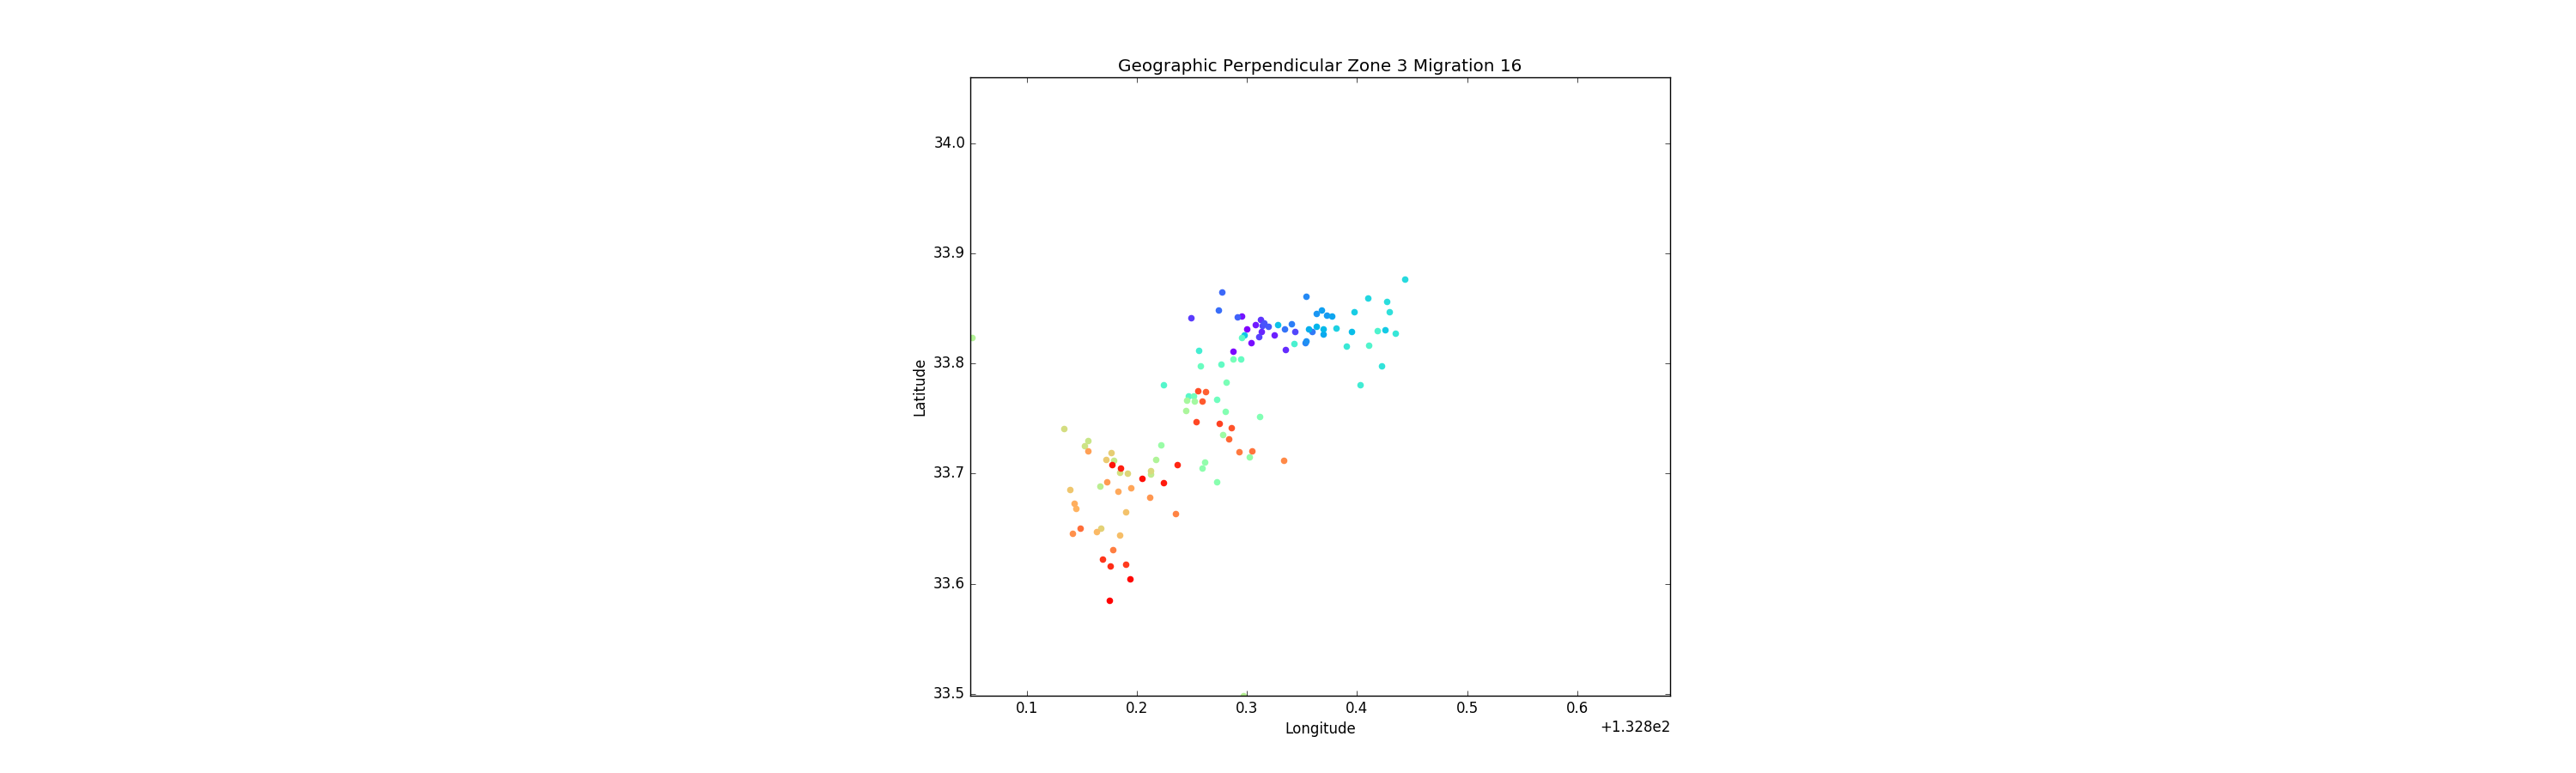 Geographic Perpendicular Zone 3 Migration 16
34.0
33.9
33.8
33.7
33.6
33.5
Latitude
0.1 0.2 0.3 0.4 0.5 0.6
Longitude
+1.328e2